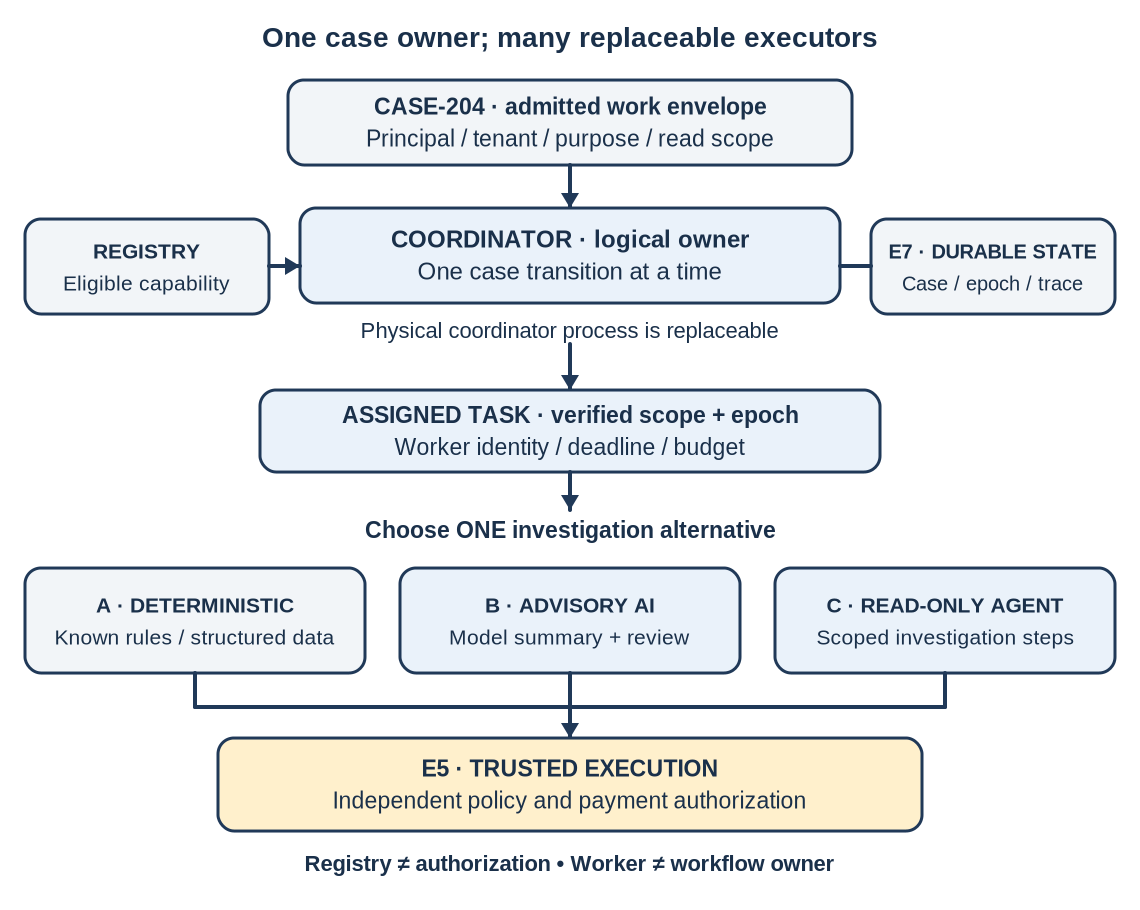 One case owner; many replaceable executors
CASE-204 · admitted work envelope
Principal / tenant / purpose / read scope
REGISTRY
Eligible capability
COORDINATOR · logical owner
One case transition at a time
E7 · DURABLE STATE
Case / epoch / trace
Physical coordinator process is replaceable
ASSIGNED TASK · verified scope + epoch
Worker identity / deadline / budget
Choose ONE investigation alternative
A · DETERMINISTIC
Known rules / structured data
B · ADVISORY AI
Model summary + review
C · READ-ONLY AGENT
Scoped investigation steps
E5 · TRUSTED EXECUTION
Independent policy and payment authorization
Registry ≠ authorization • Worker ≠ workflow owner